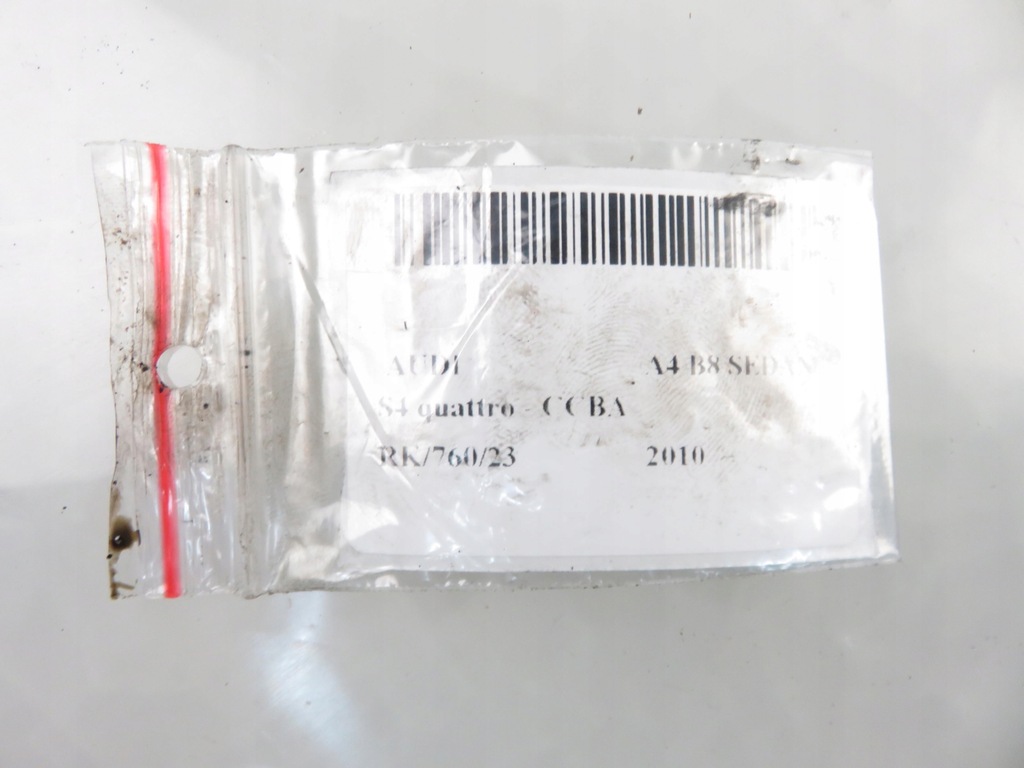 AUDI A4 B8 SEDAN
S4 quattro - CCBA
RK/760/23 2010